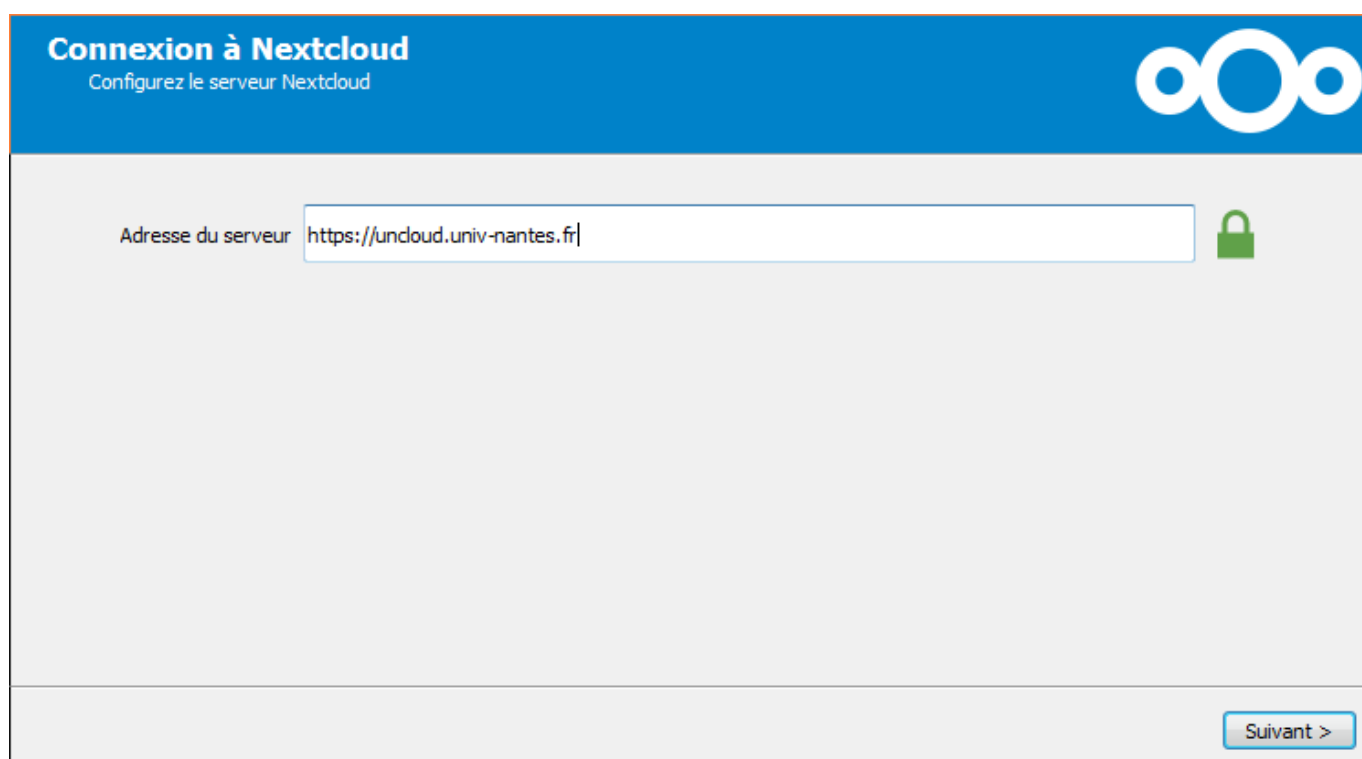 Connexion à Nextcloud
Configurez le serveur Nextcloud
Adresse du serveur https://uncloud.univ-nantes.fr
Suivant >